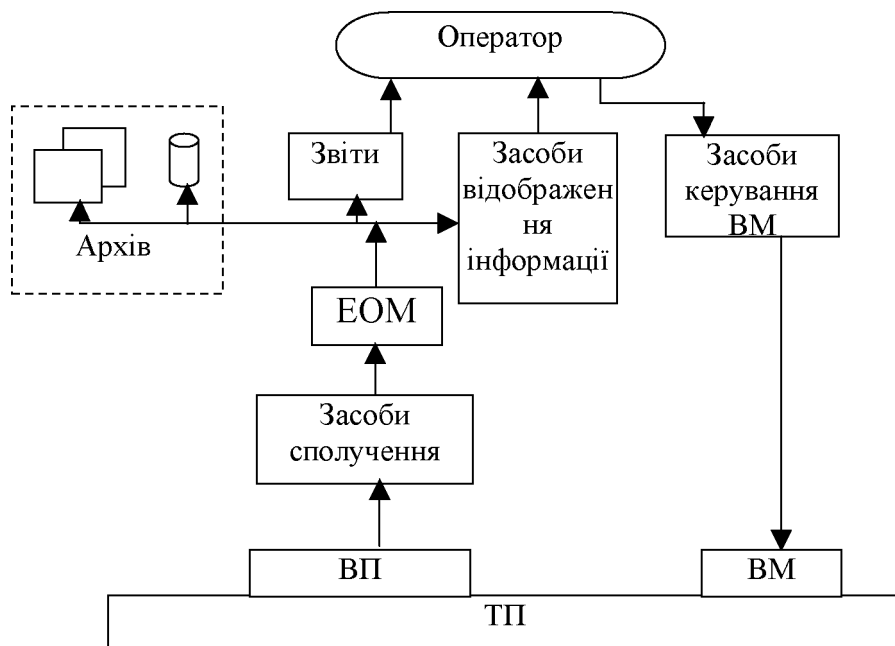 Оператор
Звіти
Засоби
відображен
ня
інформації
Засоби
керування
ВМ
Архів
ЕОМ
Засоби
сполучення
ВП
ВМ
ТП